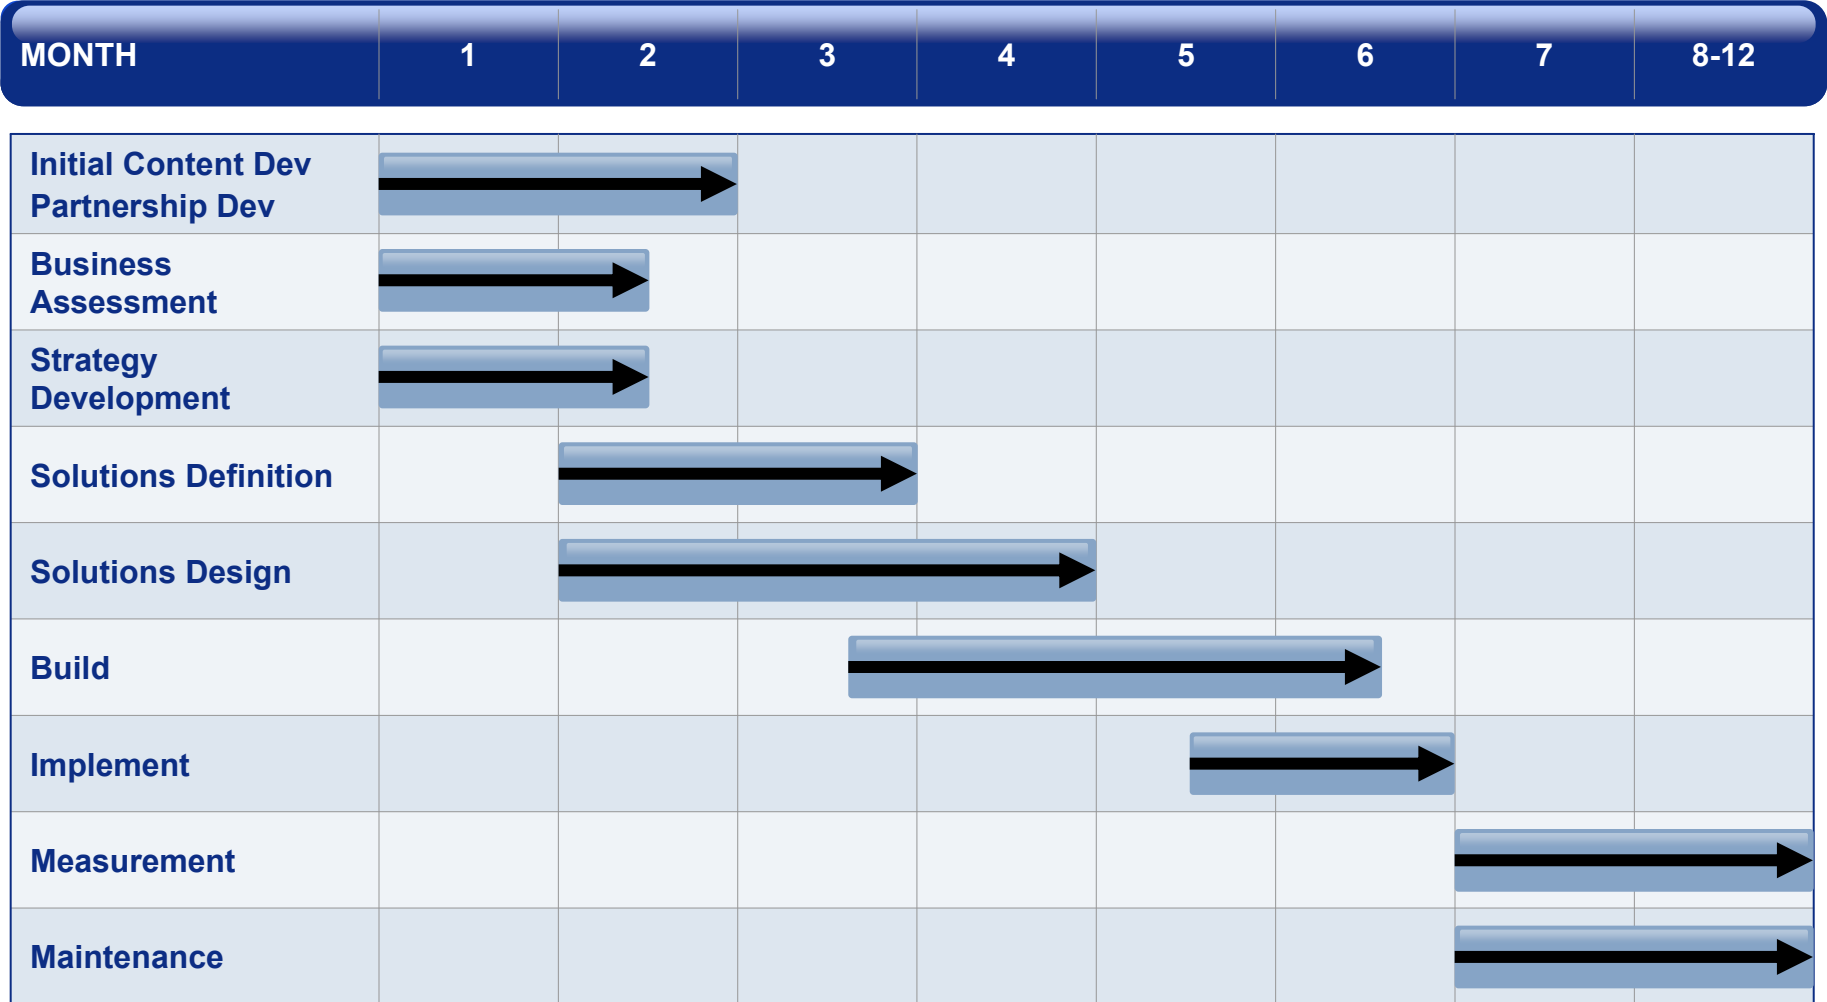 MONTH 1 2 3 4 5 6 7 8-12
Initial Content Dev
Partnership Dev
Business
Assessment
Strategy
Development
Solutions Definition
Solutions Design
Build
Implement
Measurement
Maintenance